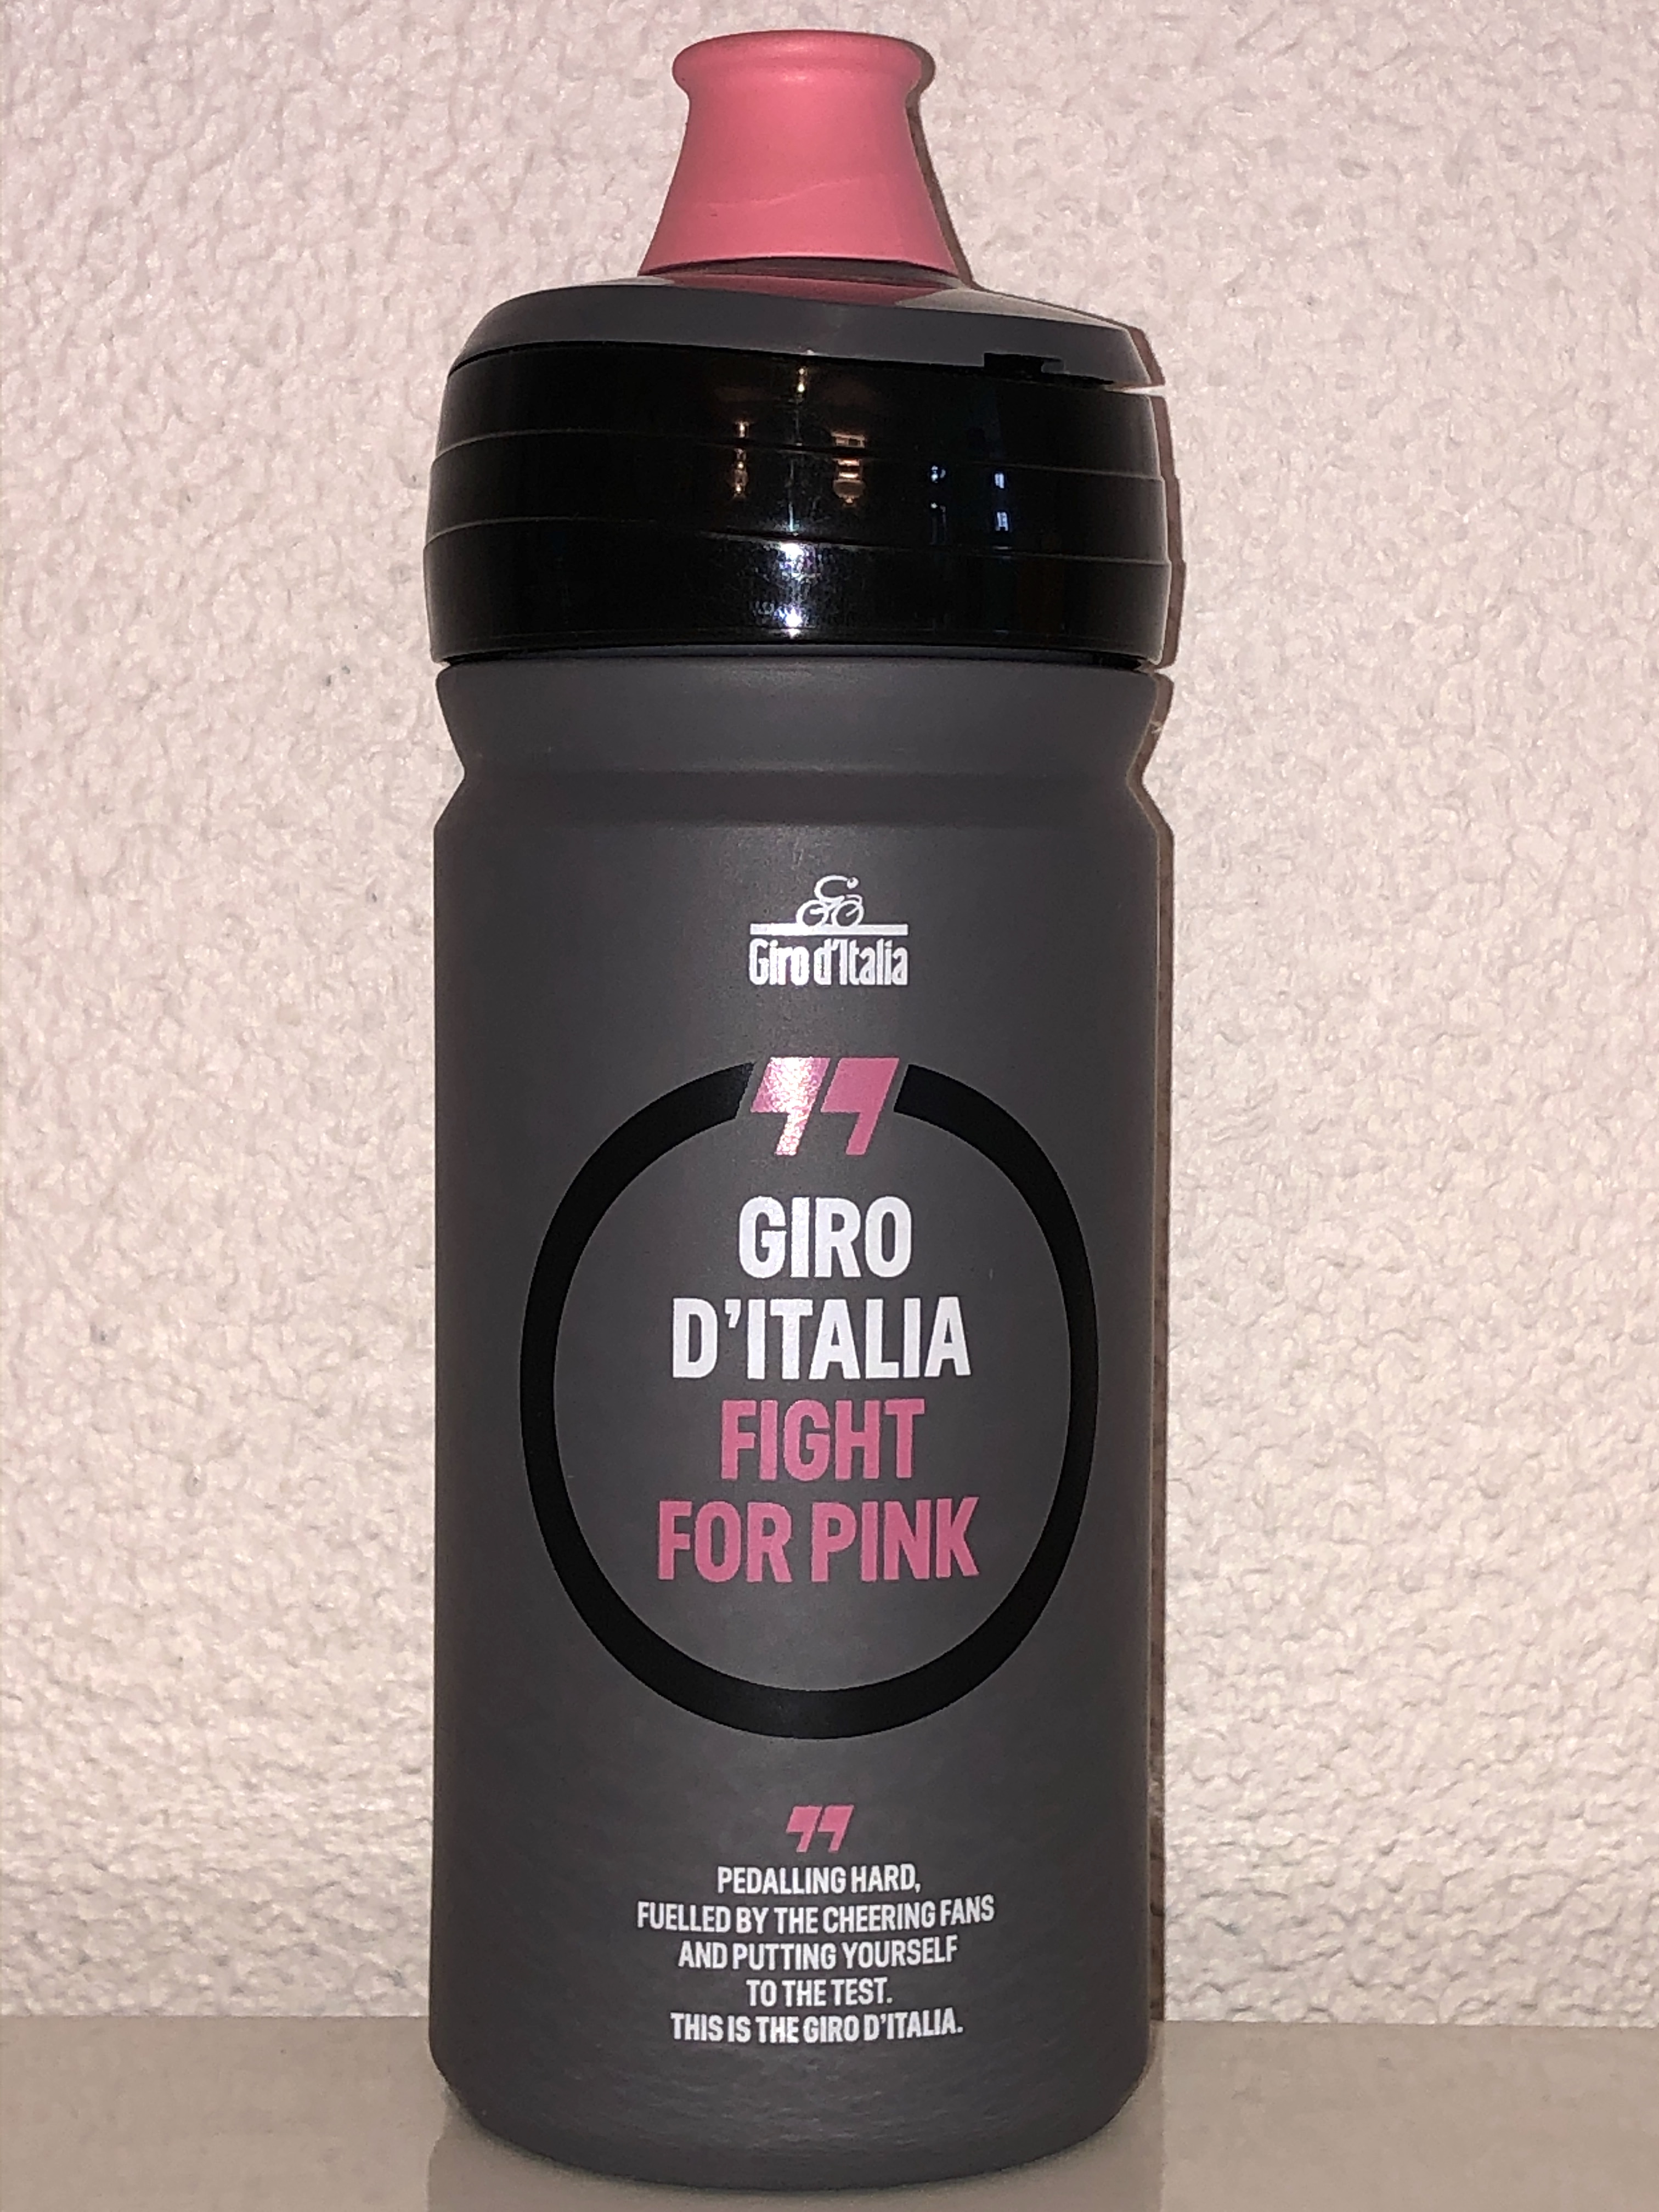 Giro d'Italia
"
GIRO
D'ITALIA
FIGHT
FOR PINK
"
PEDALLING HARD,
FUELLED BY THE CHEERING FANS
AND PUTTING YOURSELF
TO THE TEST.
THIS IS THE GIRO D'ITALIA.